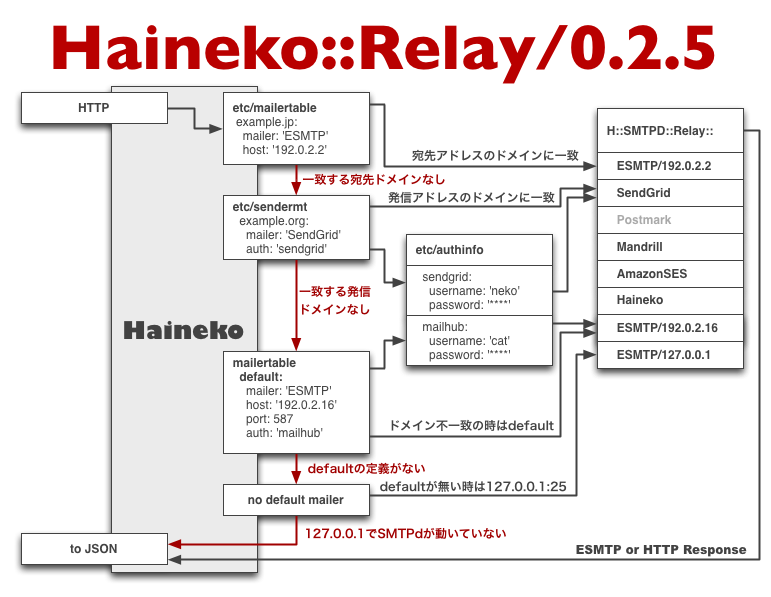 Haineko::Relay/0.2.5
HTTP
etc/mailertable
example.jp:
mailer: 'ESMTP'
host: '192.0.2.2'
宛先アドレスのドメインに一致
一致する宛先ドメインなし
発信アドレスのドメインに一致
etc/sendermt
example.org:
mailer: 'SendGrid'
auth: 'sendgrid'
etc/authinfo
sendgrid:
username: 'neko'
password: '****'
mailhub:
username: 'cat'
password: '****'
H::SMTPD::Relay::
ESMTP/192.0.2.2
SendGrid
Postmark
Mandrill
AmazonSES
Haineko
ESMTP/192.0.2.16
ESMTP/127.0.0.1
一致する発信
ドメインなし
Haineko
mailertable
default:
mailer: 'ESMTP'
host: '192.0.2.16'
port: 587
auth: 'mailhub'
ドメイン不一致の時はdefault
defaultの定義がない
defaultが無い時は127.0.0.1:25
no default mailer
127.0.0.1でSMTPdが動いていない
to JSON
ESMTP or HTTP Response